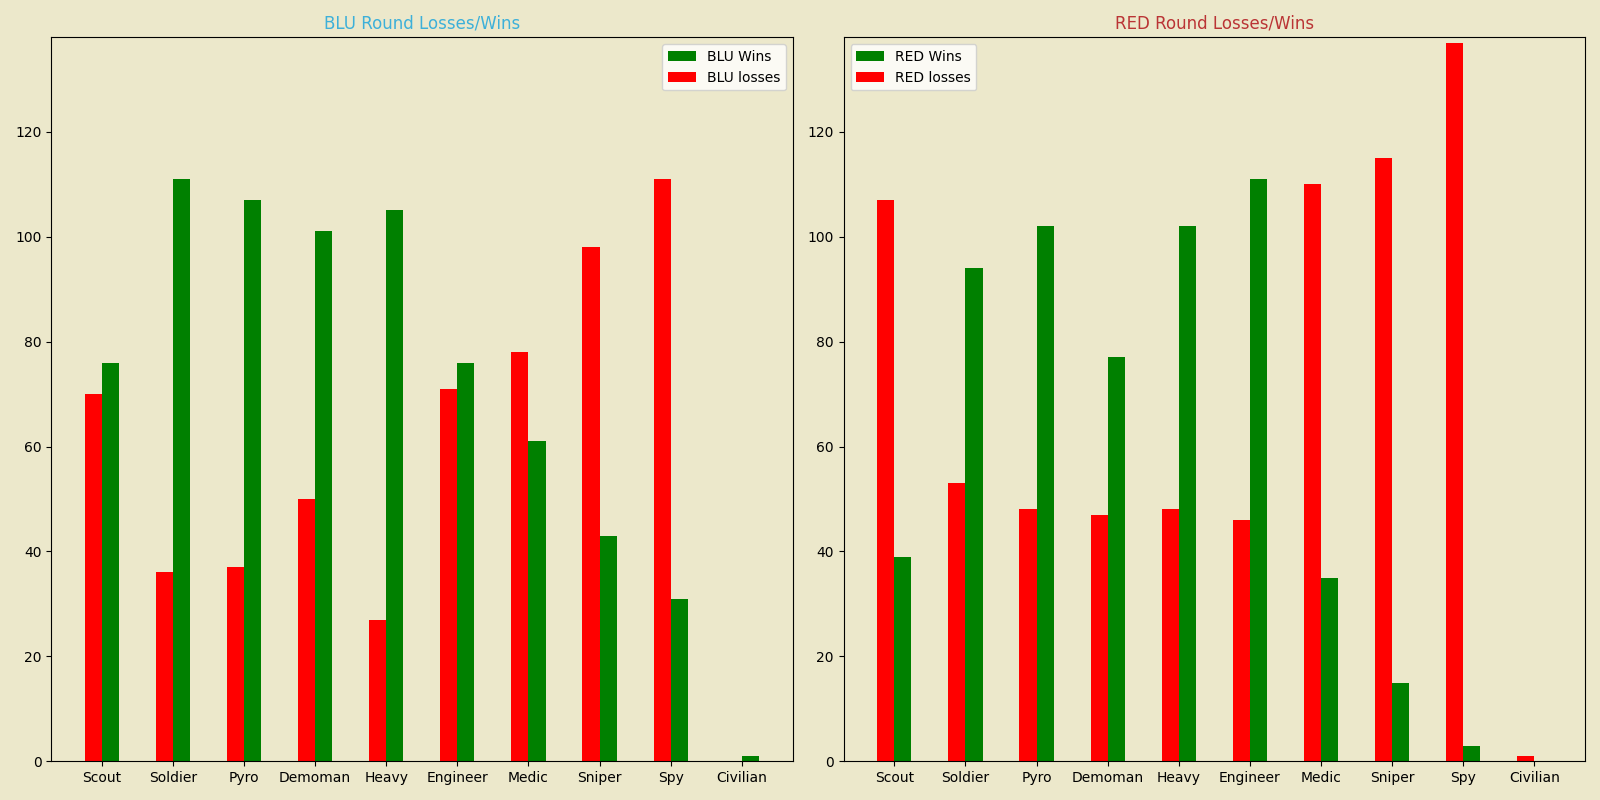 BLU Round Losses/Wins
BLU Wins
BLU losses
120
100
80
60
40
20
0
Scout Soldier Pyro Demoman Heavy Engineer Medic Sniper Spy Civilian
RED Round Losses/Wins
RED Wins
RED losses
120
100
80
60
40
20
0
Scout Soldier Pyro Demoman Heavy Engineer Medic Sniper Spy Civilian